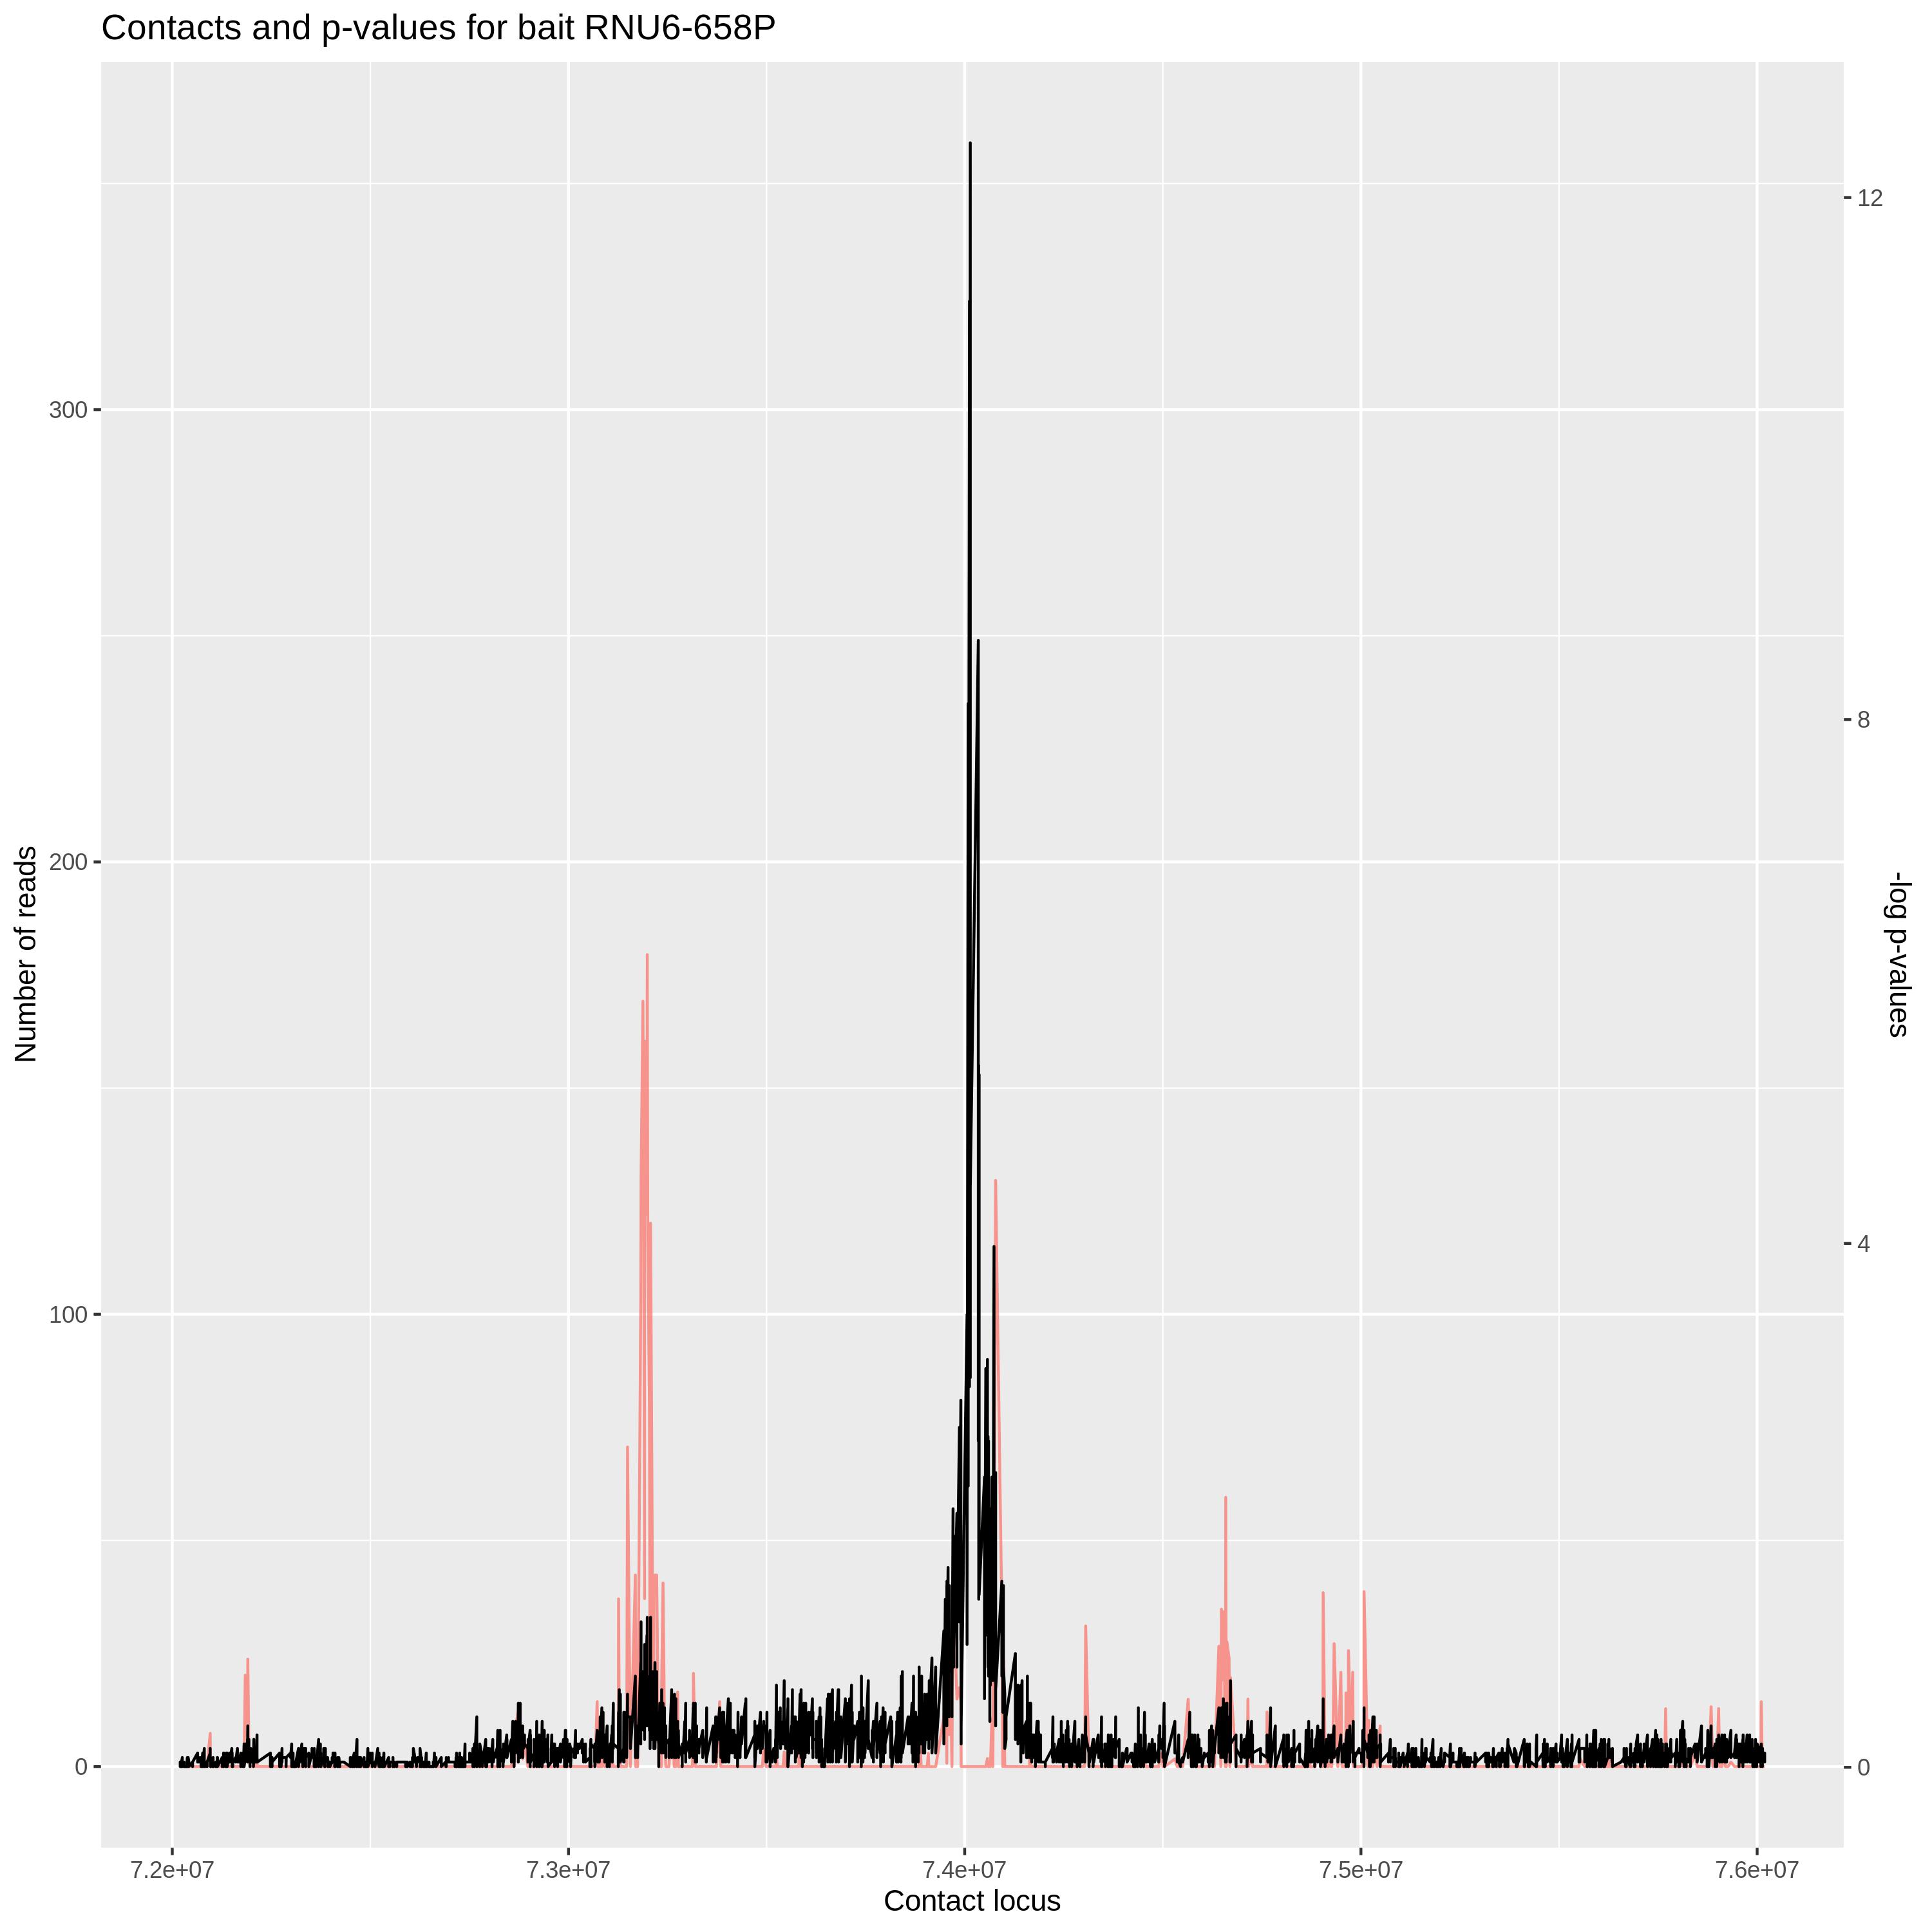 Contacts and p-values for bait RNU6-658P
Number of reads
300
200
100
0
12
8
4
0
-log p-values
7.2e+07
7.3e+07
7.4e+07
7.5e+07
7.6e+07
Contact locus